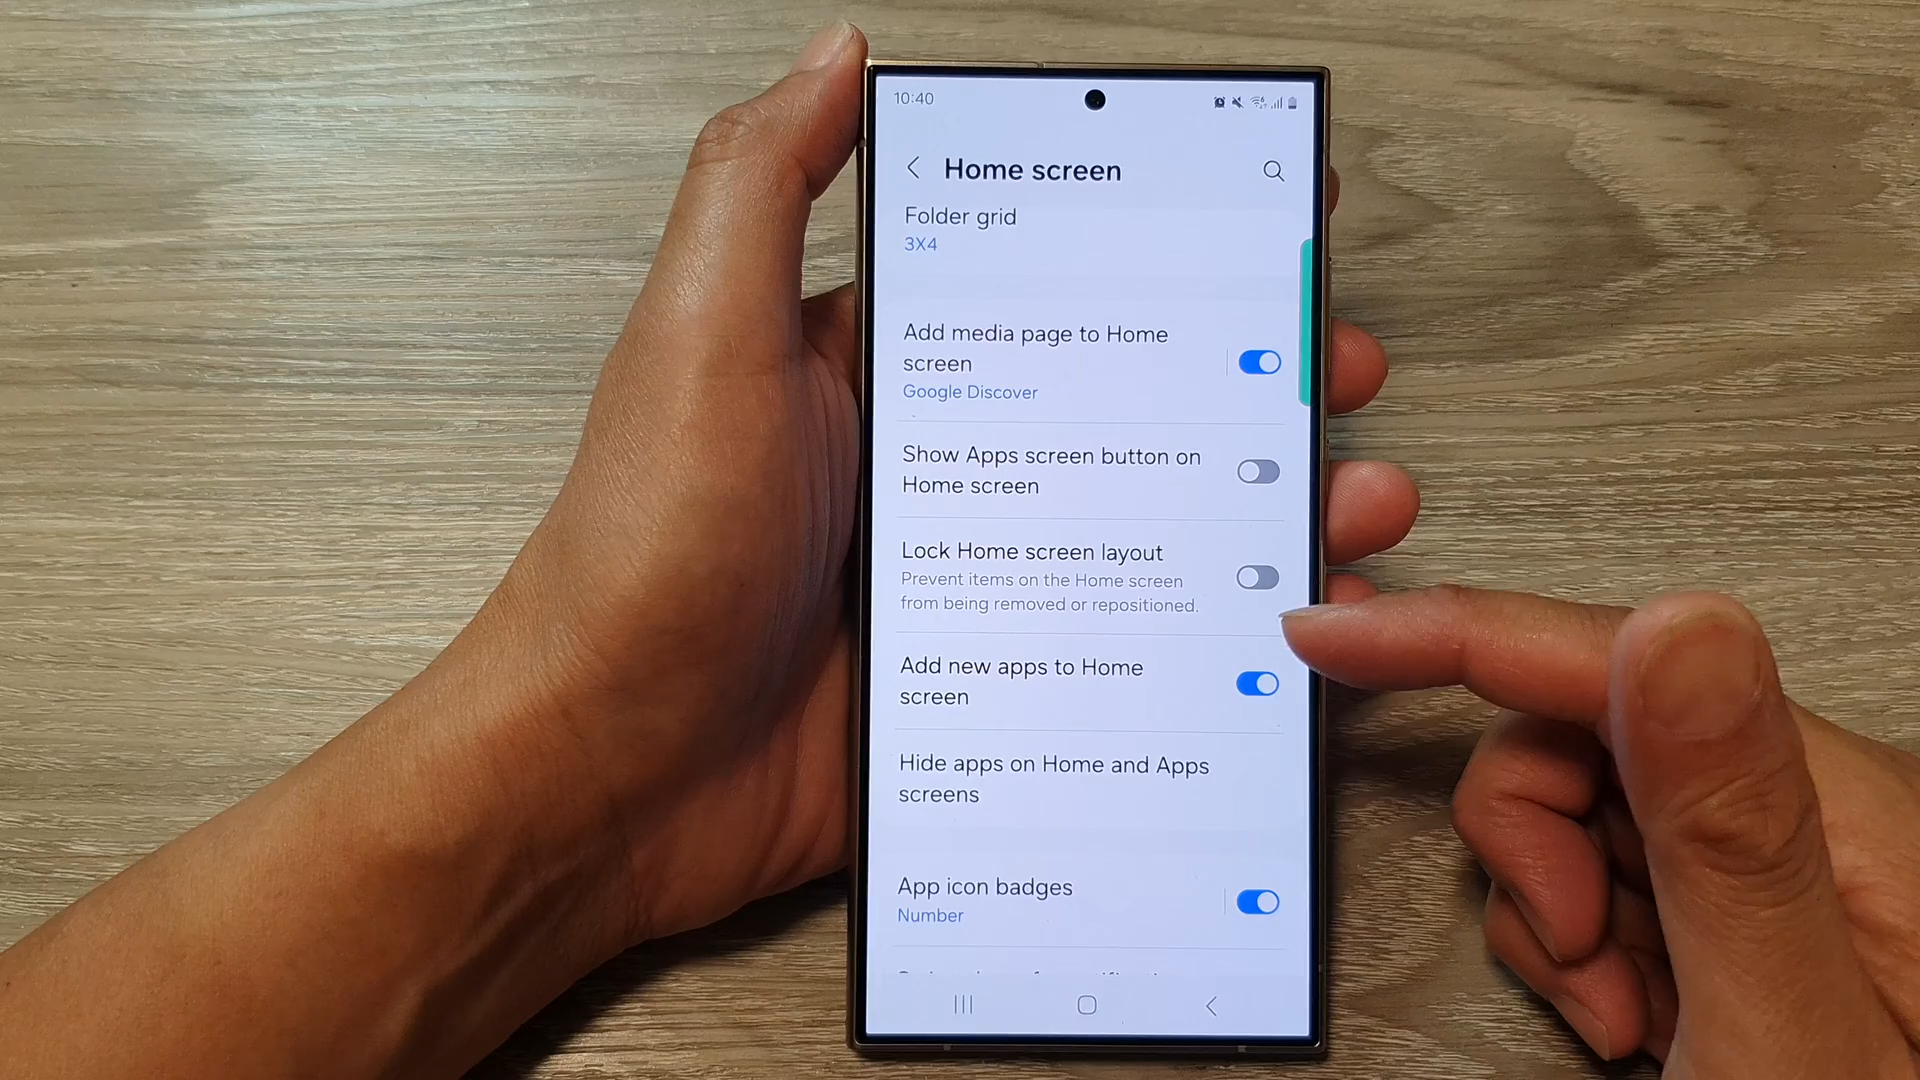 10:40
Home screen
Folder grid
3X4
Add media page to Home
screen
Google Discover
Show Apps screen button on
Home screen
Lock Home screen layout
Prevent items on the Home screen
from being removed or repositioned.
Add new apps to Home
screen
Hide apps on Home and Apps
screens
App icon badges
Number